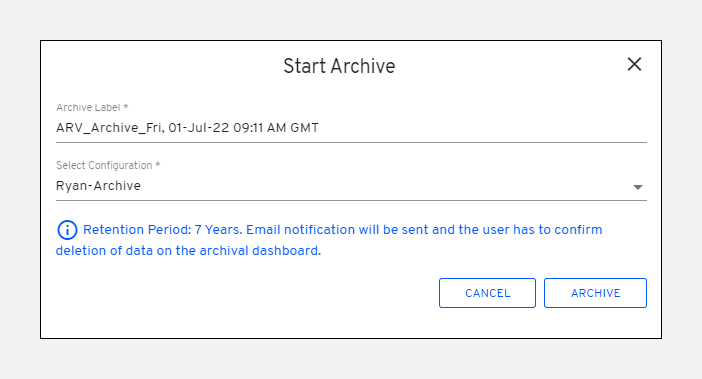 Start Archive
Archive Label *
ARV_Archive_Fri, 01-Jul-22 09:11 AM GMT
Select Configuration *
Ryan-Archive
Retention Period: 7 Years. Email notification will be sent and the user has to confirm
deletion of data on the archival dashboard.
CANCEL ARCHIVE